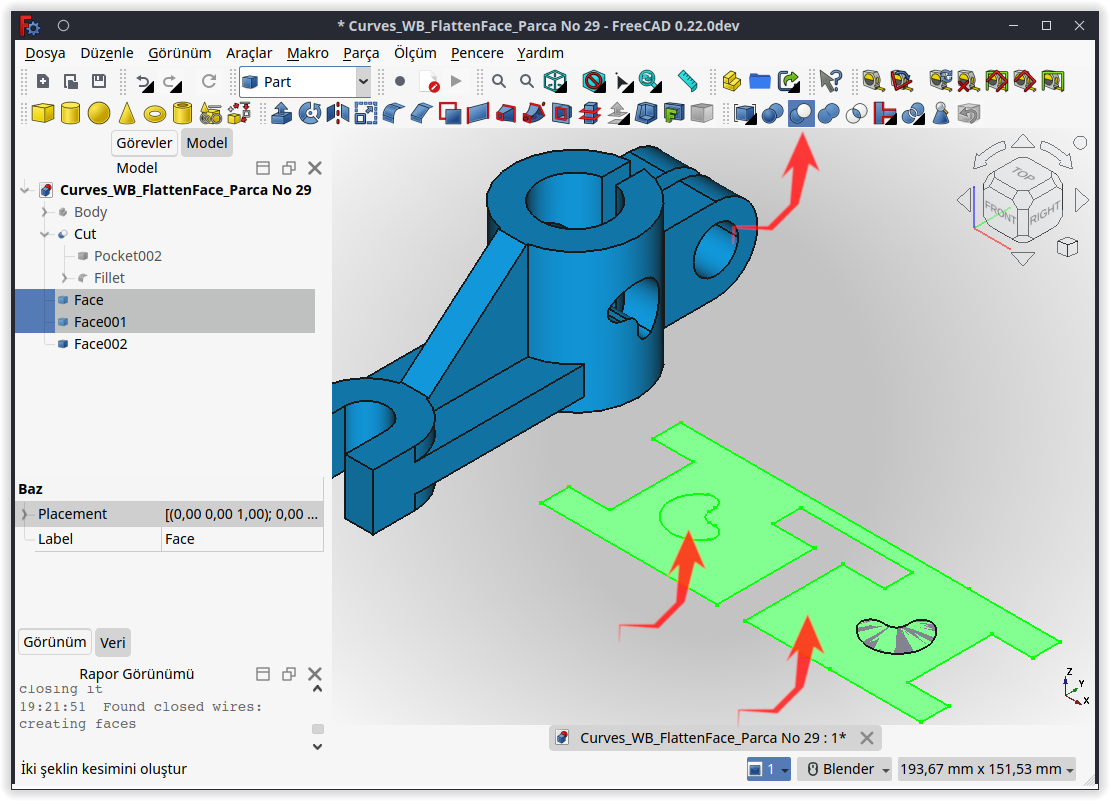 * Curves_WB_FlattenFace_Parca No 29 - FreeCAD 0.22.0dev
Dosya Düzenle Görünüm Araçlar Makro Parça Ölçüm Pencere Yardım
Part
Görevler Model
Model
Curves_WB_FlattenFace_Parca No 29
Body
Cut
Pocket002
Fillet
Face
Face001
Face002
TOP
FRONT
RIGHT
Baz
Placement [(0,00 0,00 1,00); 0,00 ...
Label Face
Görünüm Veri
Rapor Görünümü
closing it
19:21:51 Found closed wires:
creating faces
Z
Y
X
Curves_WB_FlattenFace_Parca No 29 : 1*
İki şeklin kesimini oluştur
1 Blender 193,67 mm x 151,53 mm